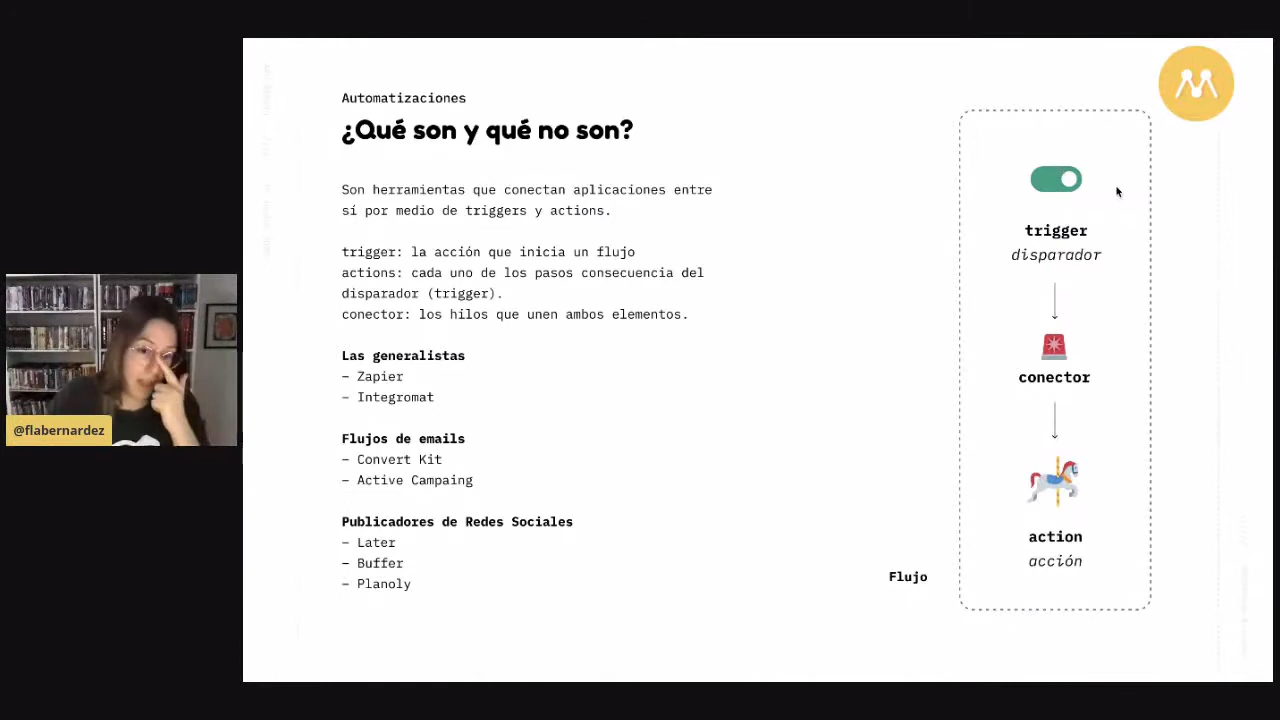 Automatizaciones
¿Qué son y qué no son?
Son herramientas que conectan aplicaciones entre
sí por medio de triggers y actions.
trigger: la acción que inicia un flujo
actions: cada uno de los pasos consecuencia del
disparador (trigger).
conector: los hilos que unen ambos elementos.
Las generalistas
– Zapier
– Integromat
Flujos de emails
– Convert Kit
– Active Campaing
Publicadores de Redes Sociales
– Later
– Buffer
– Planoly
trigger
disparador
conector
action
acción
Flujo
@flabernardez